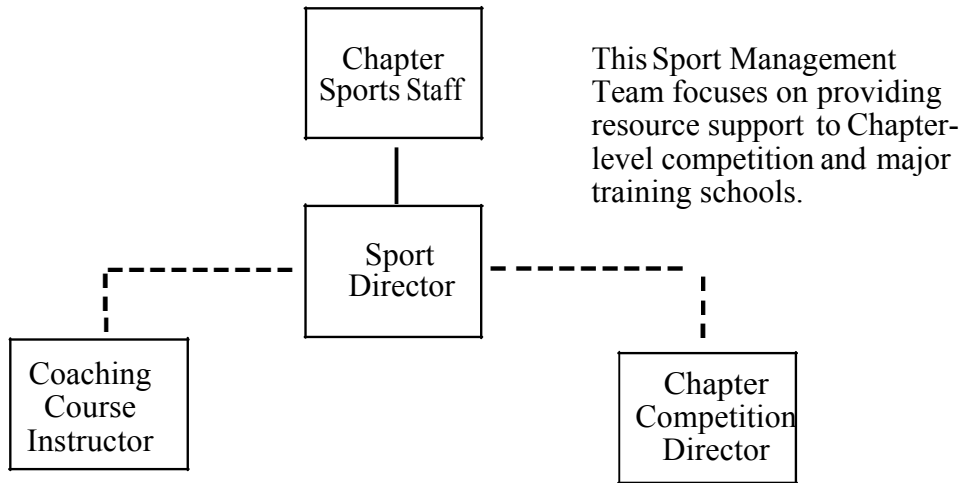 Chapter
Sports Staff
This Sport Management
Team focuses on providing
resource support to Chapter-
level competition and major
training schools.
Sport
Director
Coaching
Course
Instructor
Chapter
Competition
Director